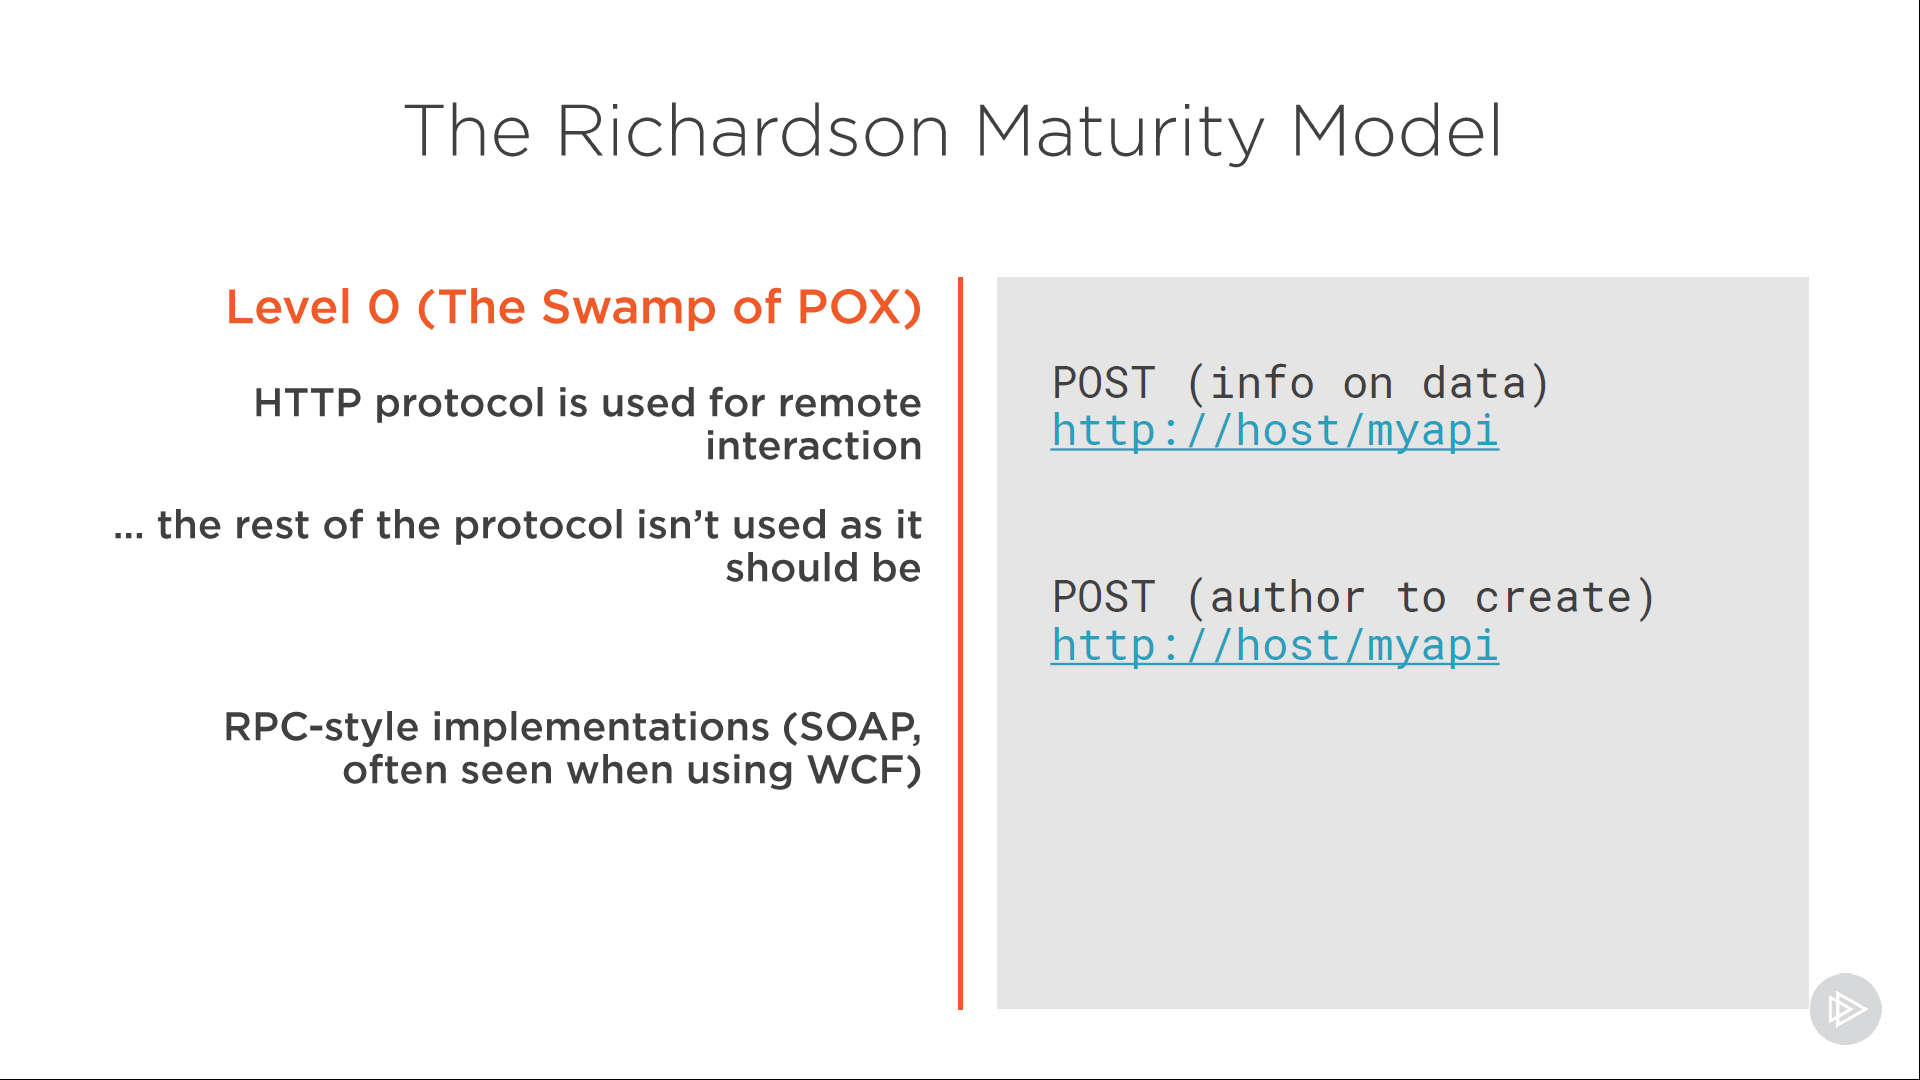 The Richardson Maturity Model
Level 0 (The Swamp of POX)
HTTP protocol is used for remote
interaction
... the rest of the protocol isn’t used as it
should be
RPC-style implementations (SOAP,
often seen when using WCF)
POST (info on data)
http://host/myapi
POST (author to create)
http://host/myapi